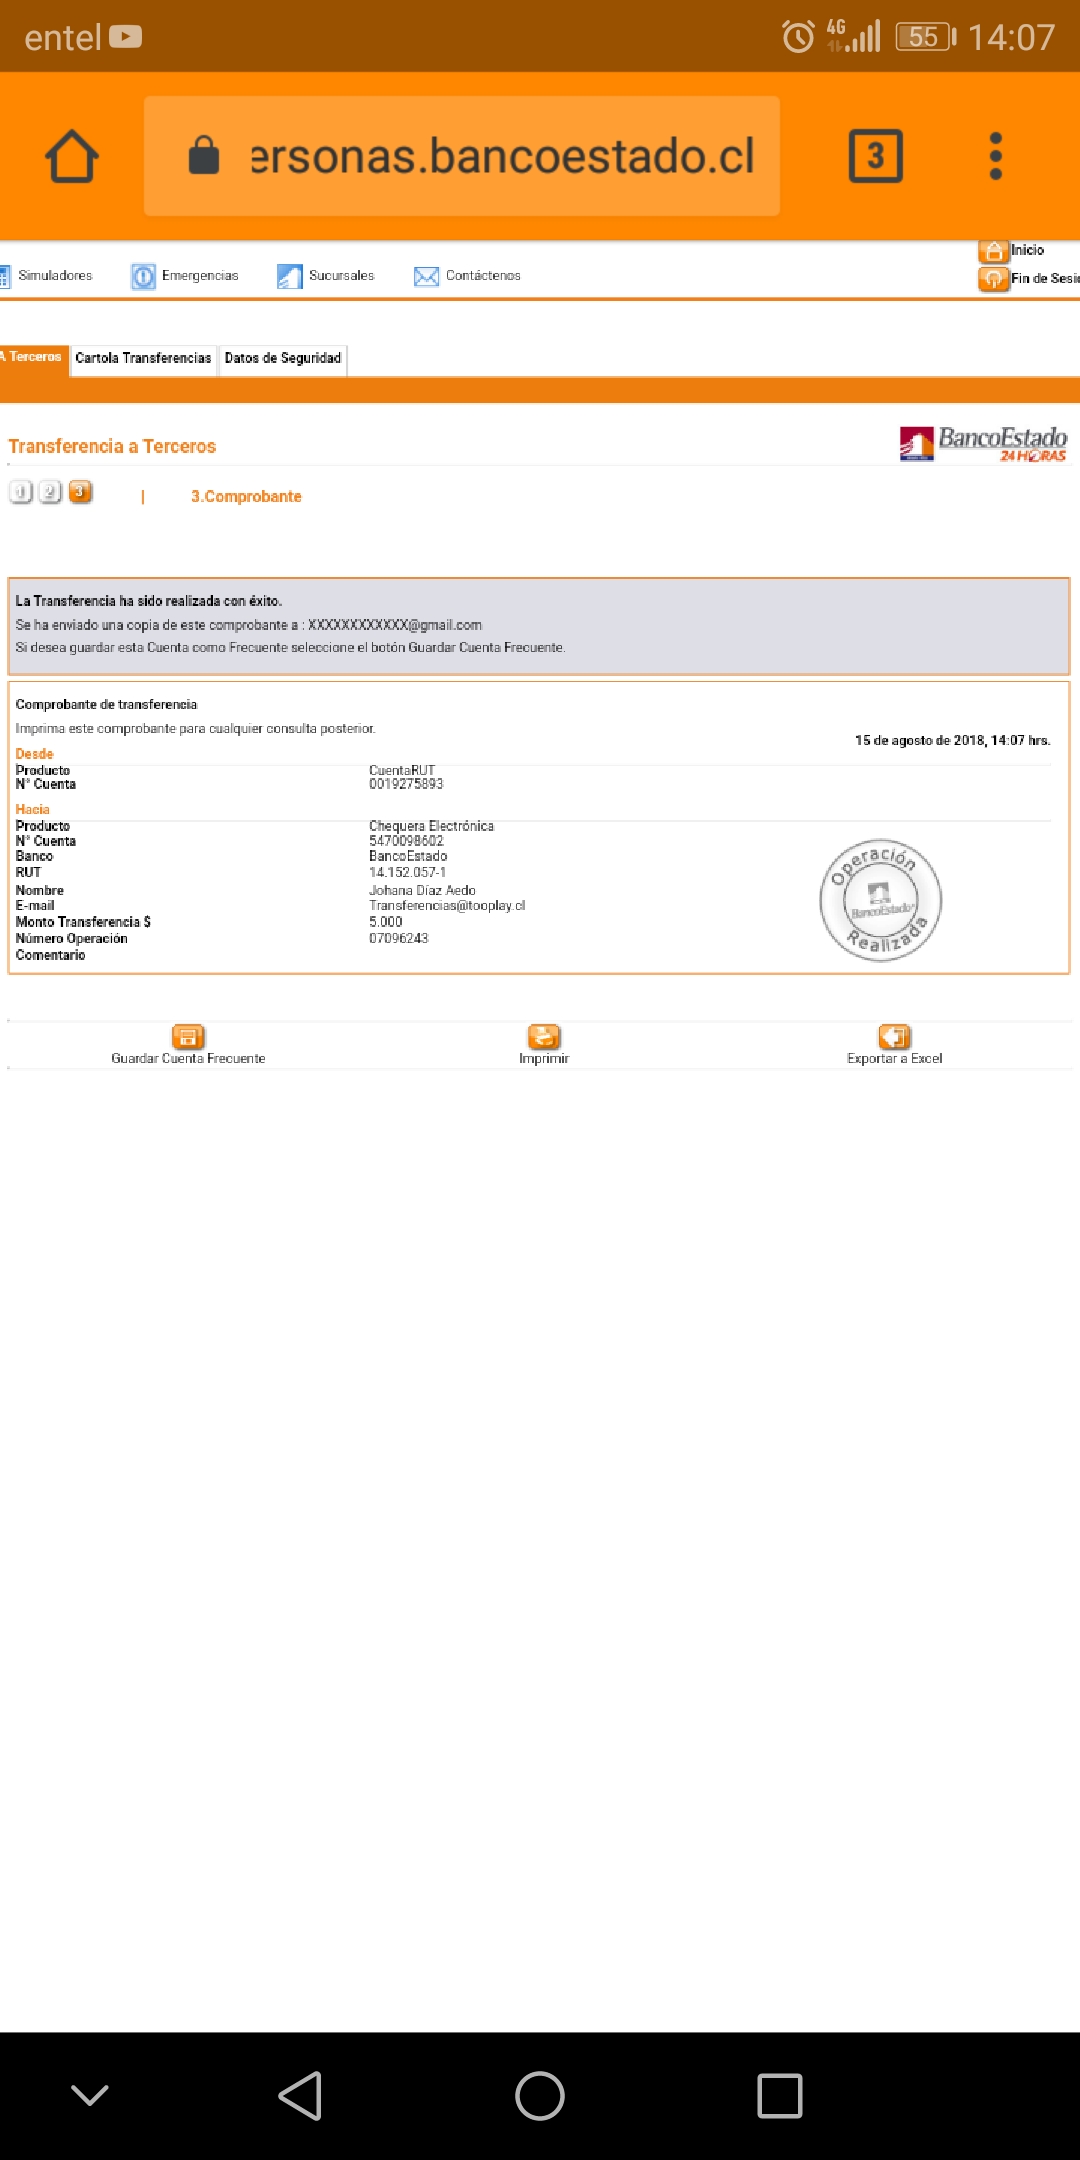 entel
4G
55
14:07
ersonas.bancoestado.cl
3
Simuladores
Emergencias
Sucursales
Contáctenos
Inicio
Fin de Sesió
A Terceros
Cartola Transferencias
Datos de Seguridad
Transferencia a Terceros
BancoEstado
24 HORAS
1 2 3 | 3.Comprobante
La Transferencia ha sido realizada con éxito.
Se ha enviado una copia de este comprobante a : XXXXXXXXXXXX@gmail.com
Si desea guardar esta Cuenta como Frecuente seleccione el botón Guardar Cuenta Frecuente.
Comprobante de transferencia
Imprima este comprobante para cualquier consulta posterior.
15 de agosto de 2018, 14:07 hrs.
Desde
Producto CuentaRUT
N° Cuenta 0019275893
Hacia
Producto Chequera Electrónica
N° Cuenta 5470098602
Banco BancoEstado
RUT 14.152.057-1
Nombre Johana Díaz Aedo
E-mail Transferencias@tooplay.cl
Monto Transferencia $ 5.000
Número Operación 07096243
Comentario
Operación
BancoEstado
Realizada
Guardar Cuenta Frecuente
Imprimir
Exportar a Excel